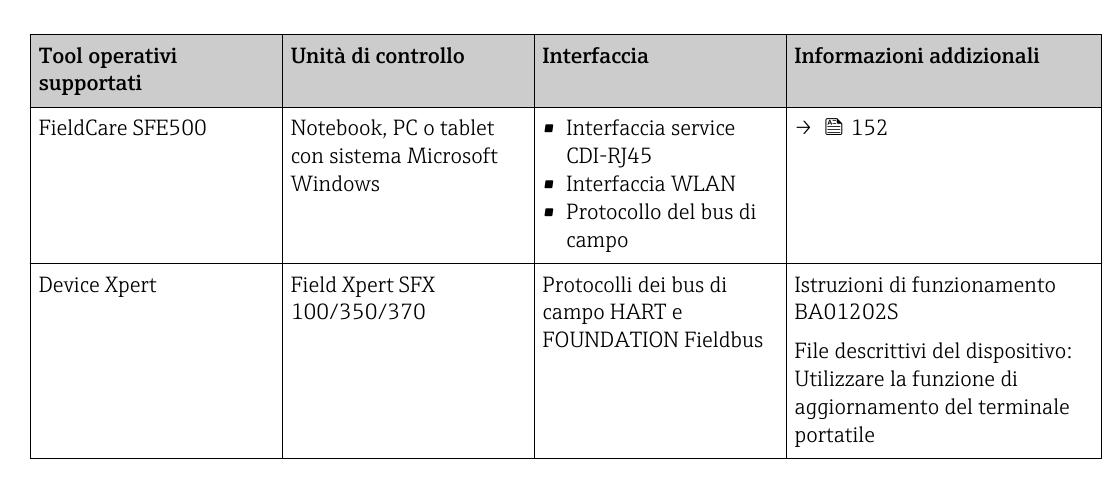 Tool operativi
supportati
Unità di controllo
Interfaccia
Informazioni addizionali
FieldCare SFE500
Notebook, PC o tablet
con sistema Microsoft
Windows
▪ Interfaccia service
CDI-RJ45
▪ Interfaccia WLAN
▪ Protocollo del bus di
campo
→ 152
Device Xpert
Field Xpert SFX
100/350/370
Protocolli dei bus di
campo HART e
FOUNDATION Fieldbus
Istruzioni di funzionamento
BA01202S
File descrittivi del dispositivo:
Utilizzare la funzione di
aggiornamento del terminale
portatile